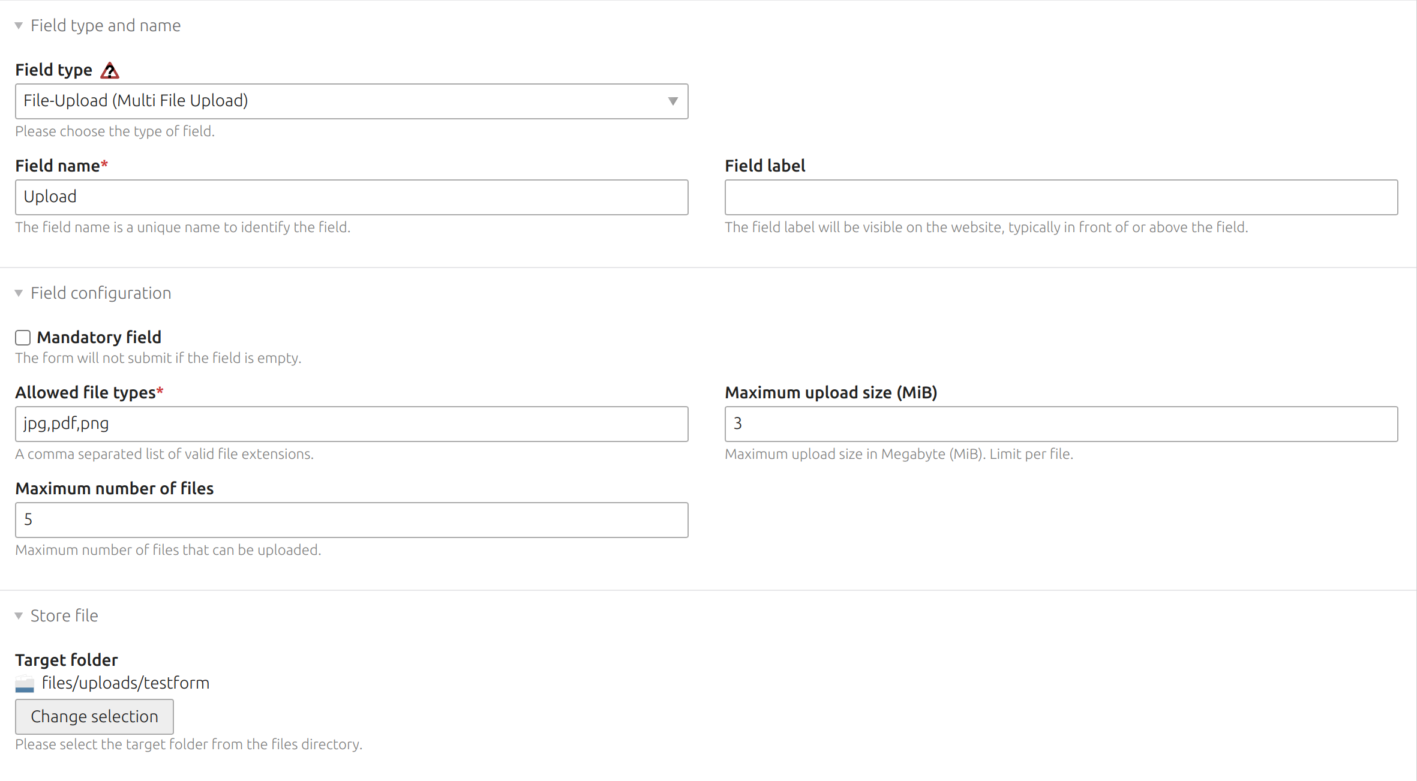 Field type and name
Field type
File-Upload (Multi File Upload)
Please choose the type of field.
Field name*
Upload
The field name is a unique name to identify the field.
Field label
The field label will be visible on the website, typically in front of or above the field.
Field configuration
Mandatory field
The form will not submit if the field is empty.
Allowed file types*
jpg,pdf,png
A comma separated list of valid file extensions.
Maximum upload size (MiB)
3
Maximum upload size in Megabyte (MiB). Limit per file.
Maximum number of files
5
Maximum number of files that can be uploaded.
Store file
Target folder
files/uploads/testform
Change selection
Please select the target folder from the files directory.